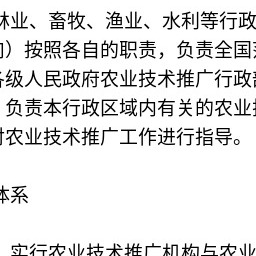 林业、畜牧、渔业、水利等行政
）按照各自的职责，负责全国
各级人民政府农业技术推广行政
，负责本行政区域内有关的农业
对农业技术推广工作进行指导。
体系
实行农业技术推广机构与农业